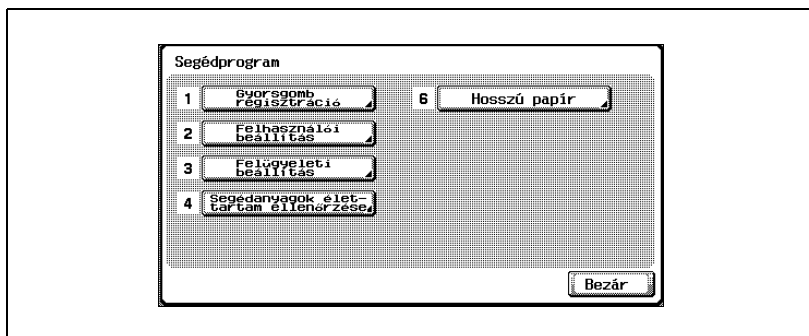 Segédprogram
1 Gyorsgomb
regisztráció
2 Felhasználói
beállítás
3 Felügyeleti
beállítás
4 Segédanyagok élet-
tartam ellenőrzése
6 Hosszú papír
Bezár